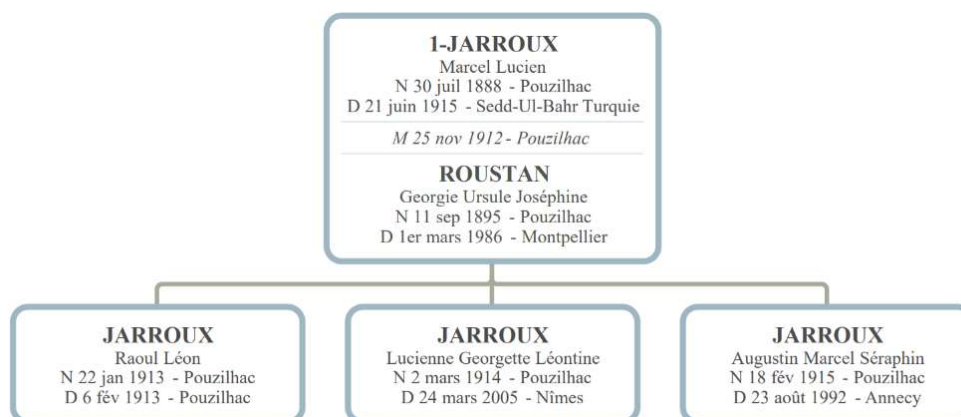 1-JARROUX
Marcel Lucien
N 30 juil 1888 - Pouzilhac
D 21 juin 1915 - Sedd-Ul-Bahr Turquie
M 25 nov 1912 - Pouzilhac
ROUSTAN
Georgie Ursule Joséphine
N 11 sep 1895 - Pouzilhac
D 1er mars 1986 - Montpellier
JARROUX
Raoul Léon
N 22 jan 1913 - Pouzilhac
D 6 fév 1913 - Pouzilhac
JARROUX
Lucienne Georgette Léontine
N 2 mars 1914 - Pouzilhac
D 24 mars 2005 - Nîmes
JARROUX
Augustin Marcel Séraphin
N 18 fév 1915 - Pouzilhac
D 23 août 1992 - Annecy